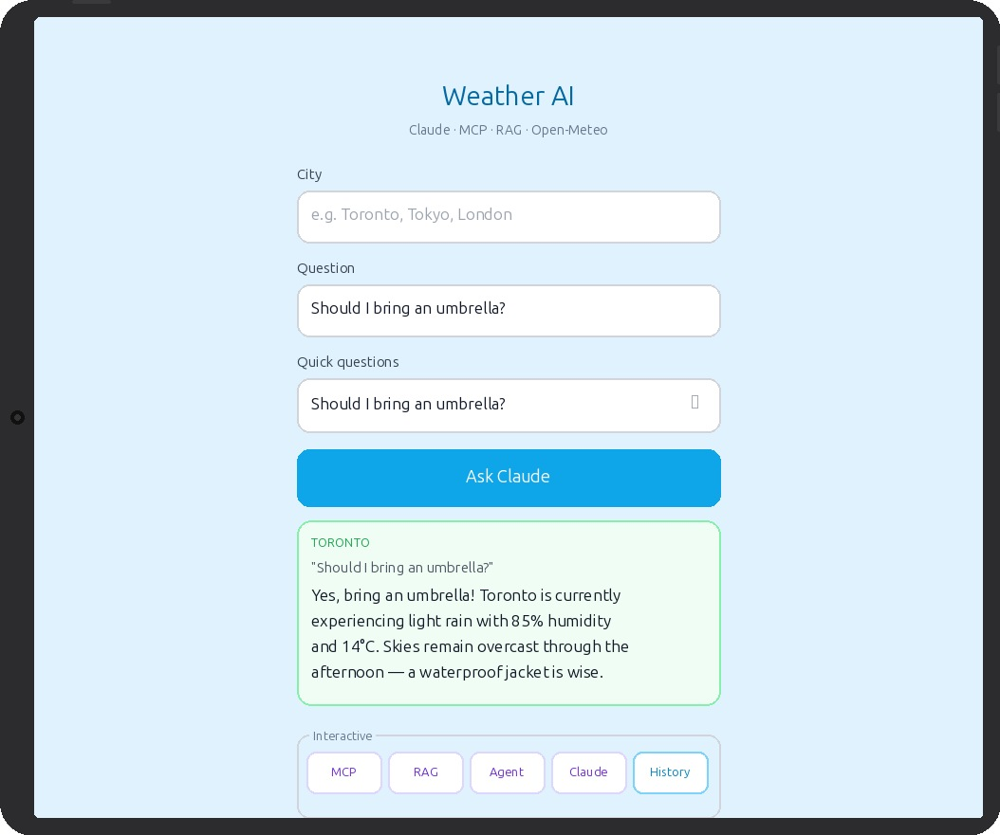 Weather AI
Claude · MCP · RAG · Open-Meteo
City
e.g. Toronto, Tokyo, London
Question
Should I bring an umbrella?
Quick questions
Should I bring an umbrella?
Ask Claude
TORONTO
"Should I bring an umbrella?"
Yes, bring an umbrella! Toronto is currently
experiencing light rain with 85% humidity
and 14°C. Skies remain overcast through the
afternoon — a waterproof jacket is wise.
Interactive
MCP RAG Agent Claude History